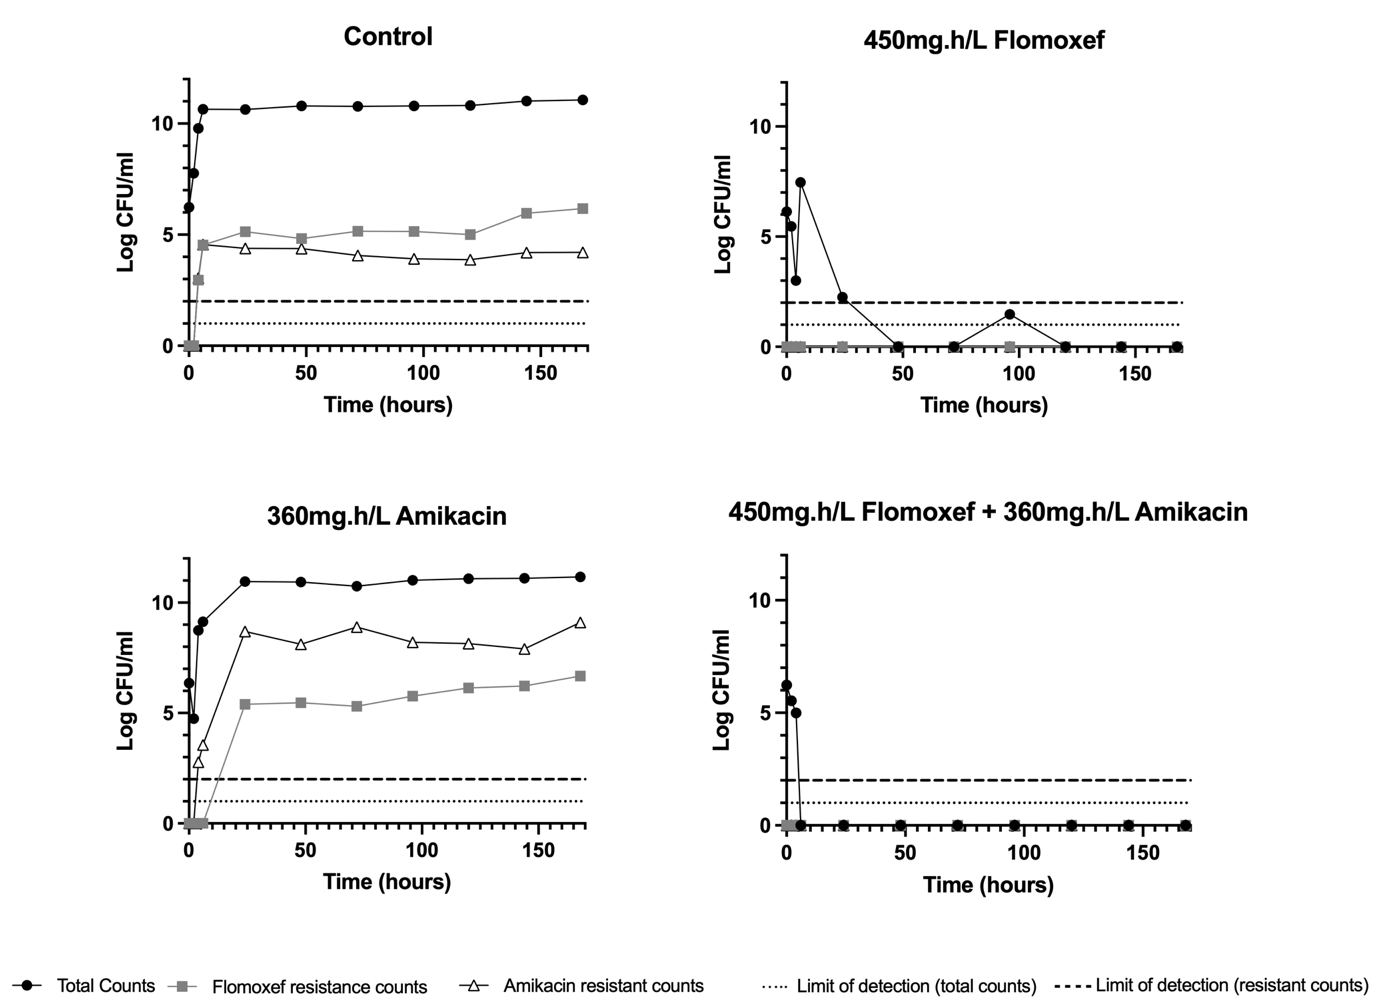 Control
10
5
0
Log CFU/ml
0 50 100 150
Time (hours)
450mg.h/L Flomoxef
10
5
0
Log CFU/ml
0 50 100 150
Time (hours)
360mg.h/L Amikacin
10
5
0
Log CFU/ml
0 50 100 150
Time (hours)
450mg.h/L Flomoxef + 360mg.h/L Amikacin
10
5
0
Log CFU/ml
0 50 100 150
Time (hours)
Total Counts Flomoxef resistance counts Amikacin resistant counts Limit of detection (total counts) Limit of detection (resistant counts)